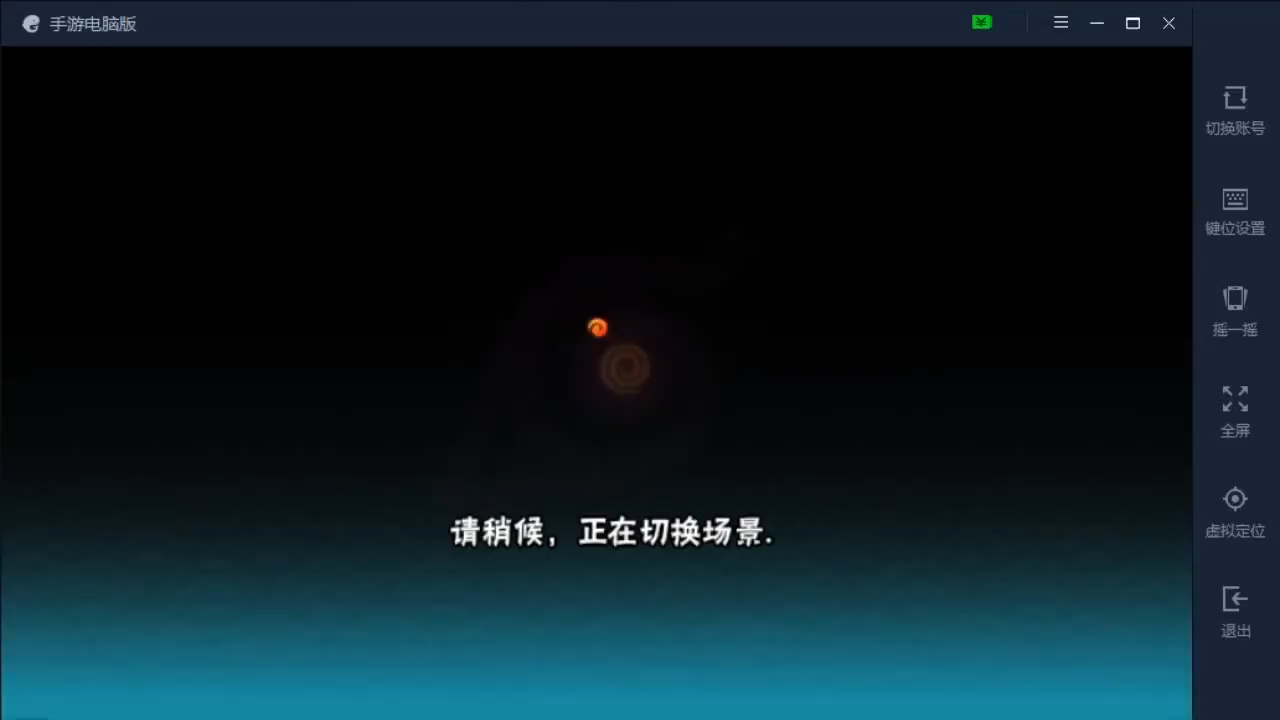 手游电脑版
¥
切换账号
键位设置
摇一摇
全屏
虚拟定位
退出
请稍候，正在切换场景.